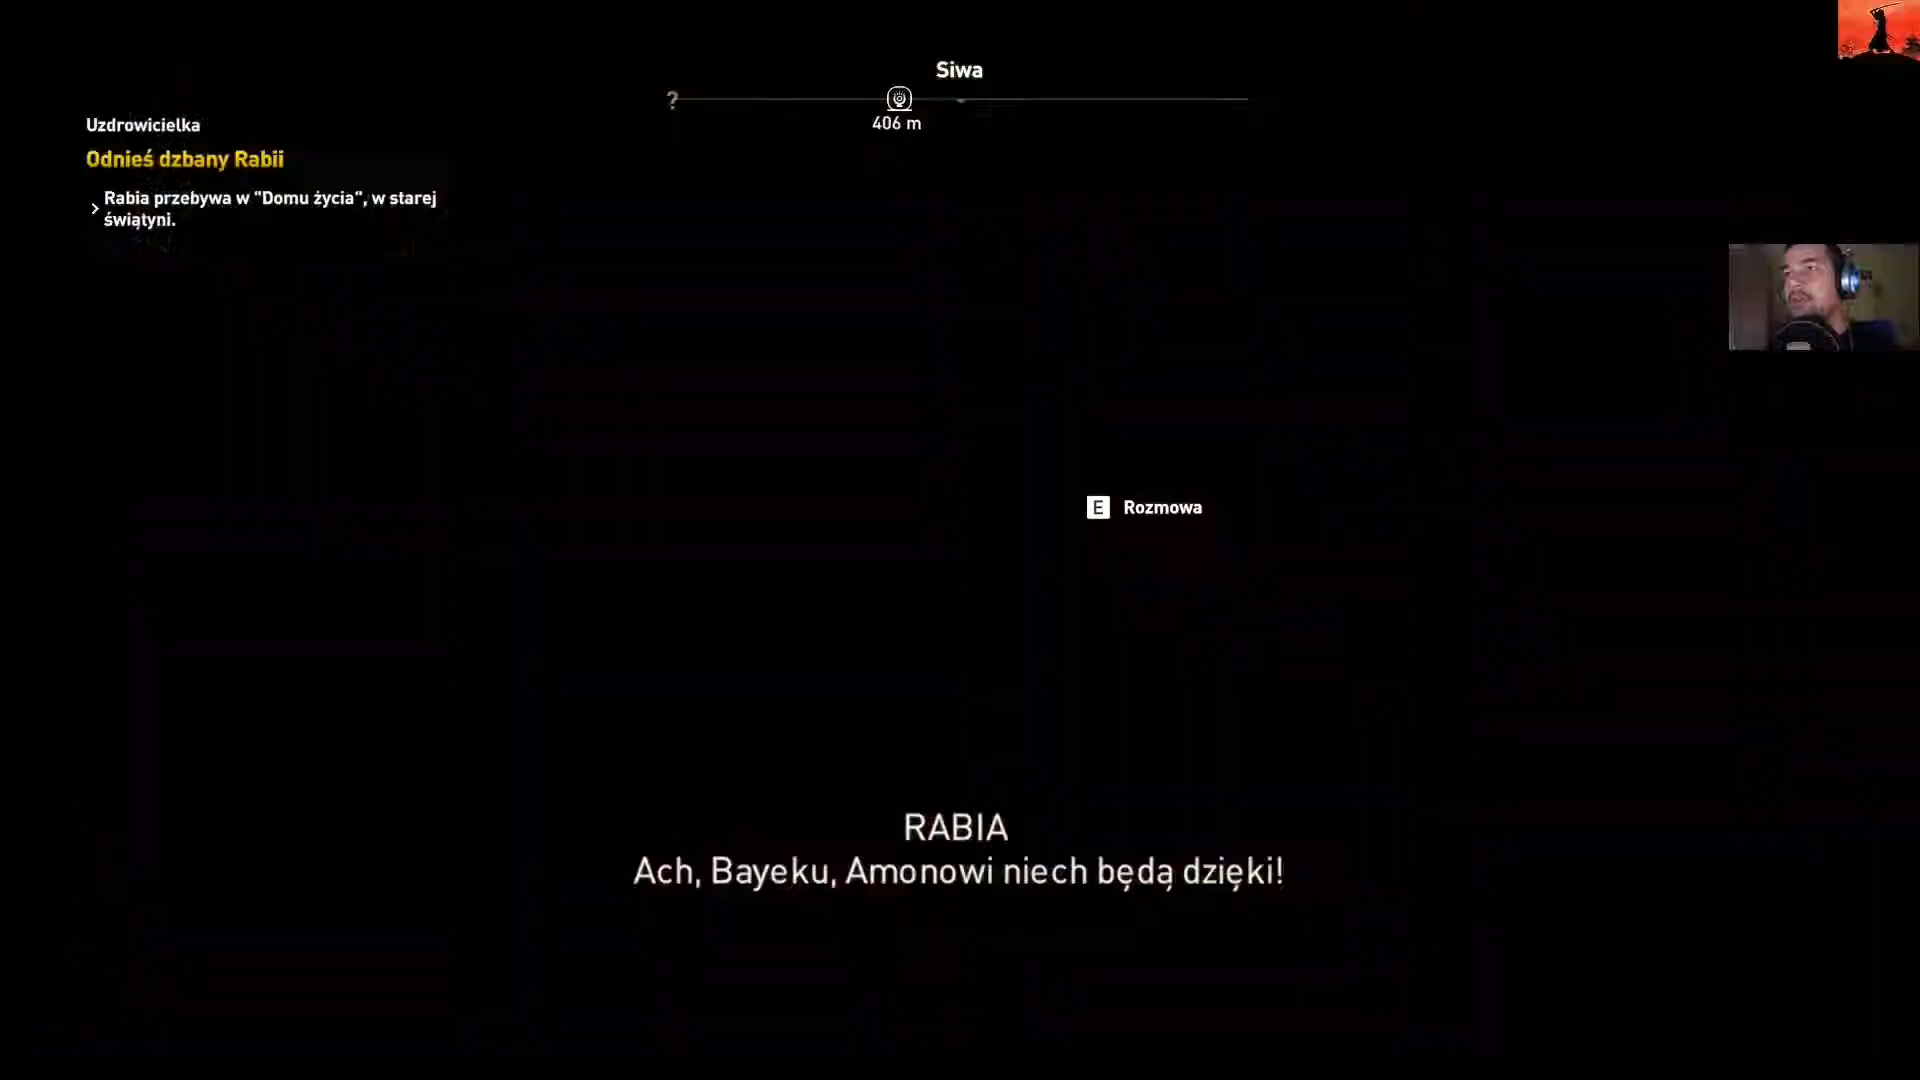 Siwa
?
406 m
Uzdrowicielka
Odnieś dzbany Rabii
Rabia przebywa w "Domu życia", w starej
świątyni.
E Rozmowa
RABIA
Ach, Bayeku, Amonowi niech będą dzięki!